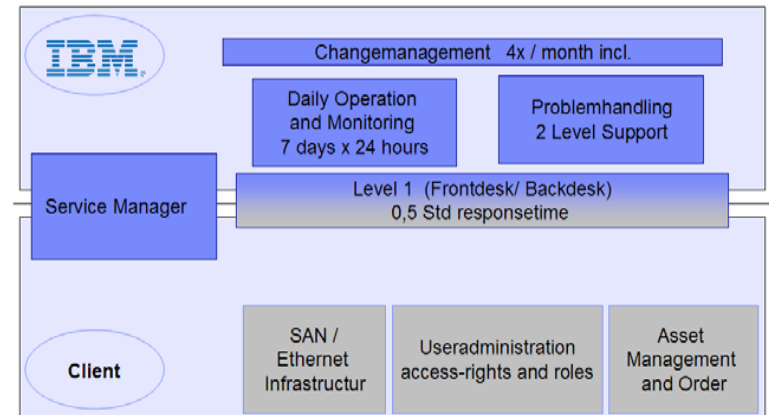 IBM®
Changemanagement 4x / month incl.
Daily Operation
and Monitoring
7 days x 24 hours
Problemhandling
2 Level Support
Service Manager
Level 1 (Frontdesk/ Backdesk)
0,5 Std responsetime
Client
SAN /
Ethernet
Infrastructur
Useradministration
access-rights and roles
Asset
Management
and Order